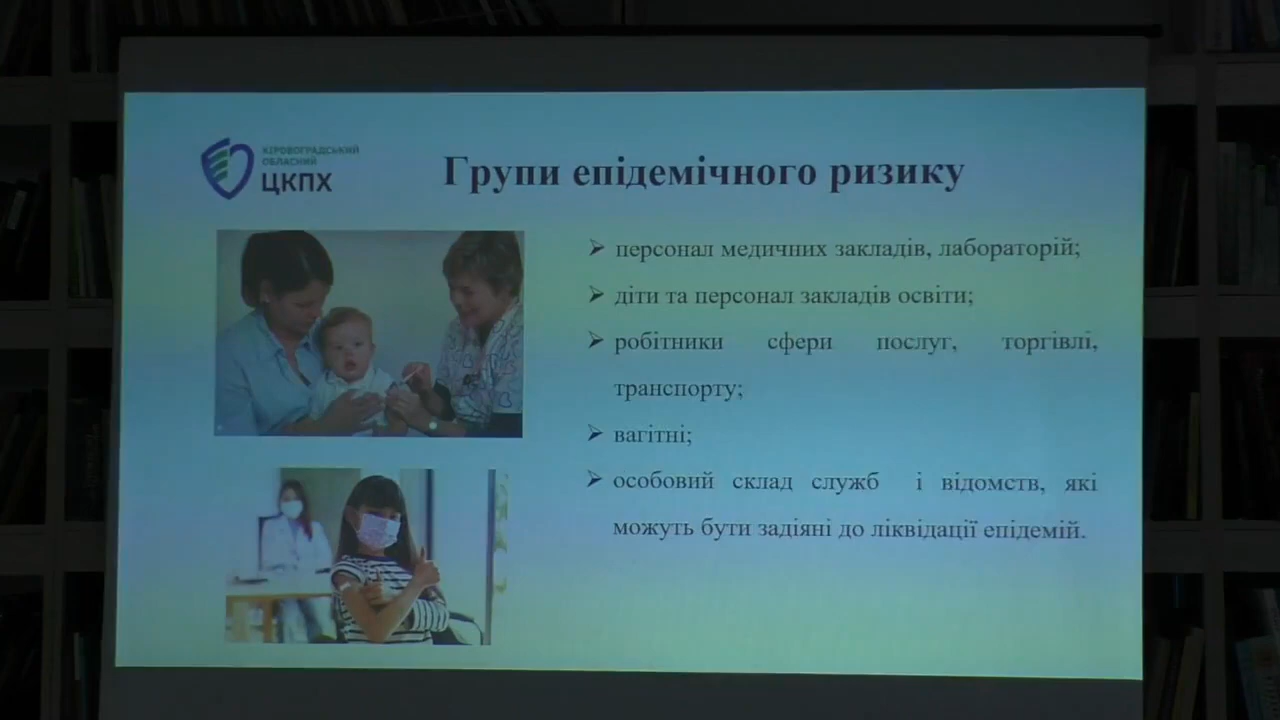 КІРОВОГРАДСЬКИЙ
ОБЛАСНИЙ
ЦКПХ
Групи епідемічного ризику
➢ персонал медичних закладів, лабораторій;
➢ діти та персонал закладів освіти;
➢ робітники сфери послуг, торгівлі,
транспорту;
➢ вагітні;
➢ особовий склад служб і відомств, які
можуть бути задіяні до ліквідації епідемій.